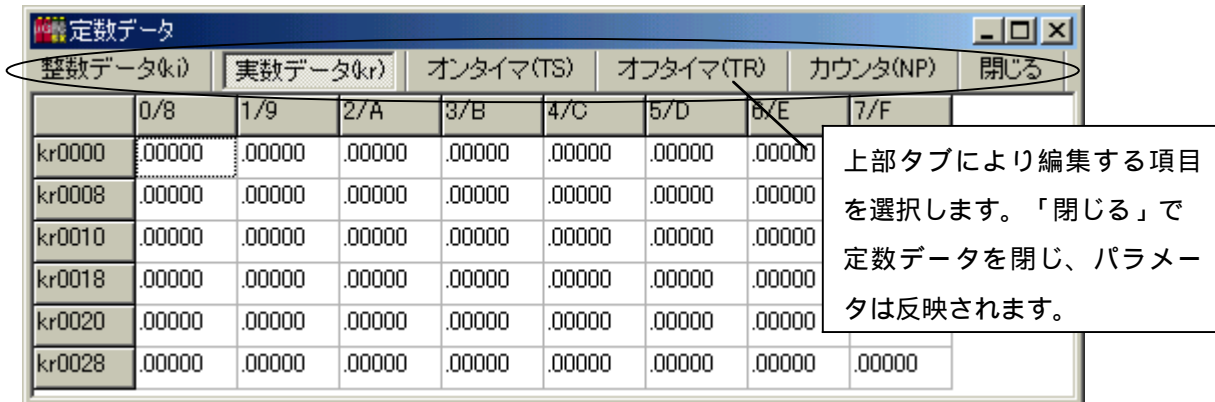 定数データ
整数データ(ki) 実数データ(kr) オンタイマ(TS) オフタイマ(TR) カウンタ(NP) 閉じる
0/8 1/9 2/A 3/B 4/C 5/D 6/E 7/F
kr0000 .00000 .00000 .00000 .00000 .00000 .00000 .00000
kr0008 .00000 .00000 .00000 .00000 .00000 .00000 .00000
kr0010 .00000 .00000 .00000 .00000 .00000 .00000 .00000
kr0018 .00000 .00000 .00000 .00000 .00000 .00000 .00000
kr0020 .00000 .00000 .00000 .00000 .00000 .00000 .00000
kr0028 .00000 .00000 .00000 .00000 .00000 .00000 .00000 .00000
上部タブにより編集する項目
を選択します。「閉じる」で
定数データを閉じ、パラメー
タは反映されます。